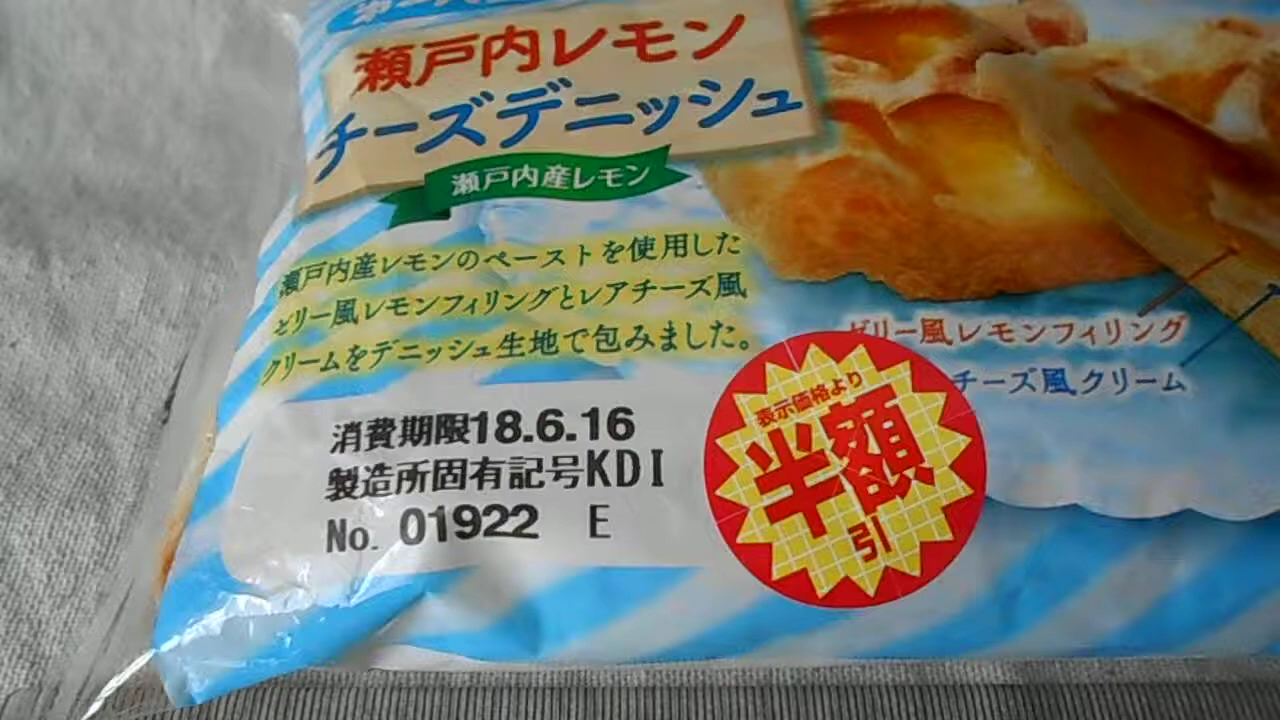 瀬戸内レモン
チーズデニッシュ
瀬戸内産レモン
瀬戸内産レモンのペーストを使用した
ゼリー風レモンフィリングとレアチーズ風
クリームをデニッシュ生地で包みました。
ゼリー風レモンフィリング
チーズ風クリーム
消費期限18.6.16
製造所固有記号KDI
No. 01922 E
表示価格より
半額
引